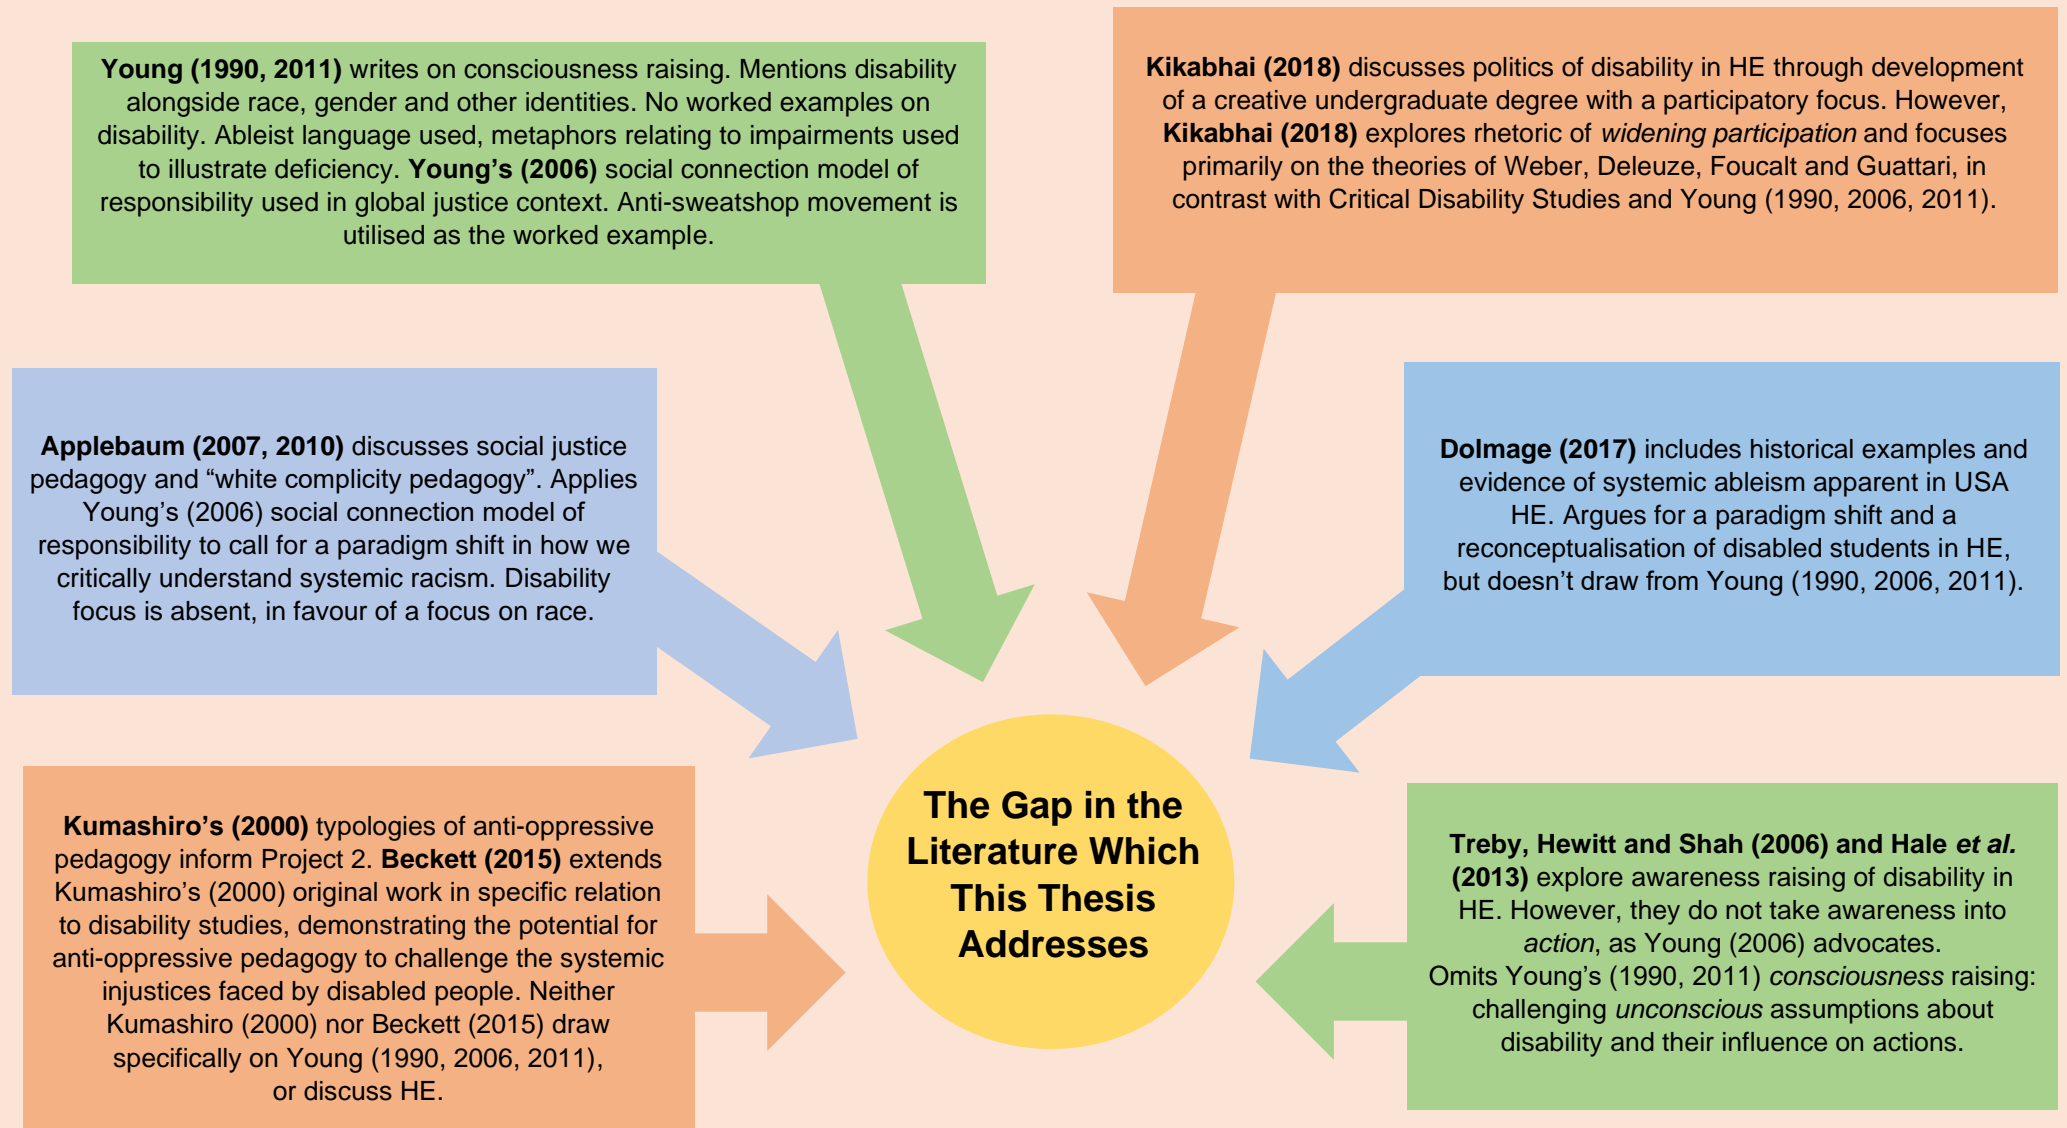 Young (1990, 2011) writes on consciousness raising. Mentions disability
alongside race, gender and other identities. No worked examples on
disability. Ableist language used, metaphors relating to impairments used
to illustrate deficiency. Young’s (2006) social connection model of
responsibility used in global justice context. Anti-sweatshop movement is
utilised as the worked example.
Kikabhai (2018) discusses politics of disability in HE through development
of a creative undergraduate degree with a participatory focus. However,
Kikabhai (2018) explores rhetoric of widening participation and focuses
primarily on the theories of Weber, Deleuze, Foucalt and Guattari, in
contrast with Critical Disability Studies and Young (1990, 2006, 2011).
Applebaum (2007, 2010) discusses social justice
pedagogy and “white complicity pedagogy”. Applies
Young’s (2006) social connection model of
responsibility to call for a paradigm shift in how we
critically understand systemic racism. Disability
focus is absent, in favour of a focus on race.
Dolmage (2017) includes historical examples and
evidence of systemic ableism apparent in USA
HE. Argues for a paradigm shift and a
reconceptualisation of disabled students in HE,
but doesn’t draw from Young (1990, 2006, 2011).
Kumashiro’s (2000) typologies of anti-oppressive
pedagogy inform Project 2. Beckett (2015) extends
Kumashiro’s (2000) original work in specific relation
to disability studies, demonstrating the potential for
anti-oppressive pedagogy to challenge the systemic
injustices faced by disabled people. Neither
Kumashiro (2000) nor Beckett (2015) draw
specifically on Young (1990, 2006, 2011),
or discuss HE.
The Gap in the
Literature Which
This Thesis
Addresses
Treby, Hewitt and Shah (2006) and Hale et al.
(2013) explore awareness raising of disability in
HE. However, they do not take awareness into
action, as Young (2006) advocates.
Omits Young’s (1990, 2011) consciousness raising:
challenging unconscious assumptions about
disability and their influence on actions.